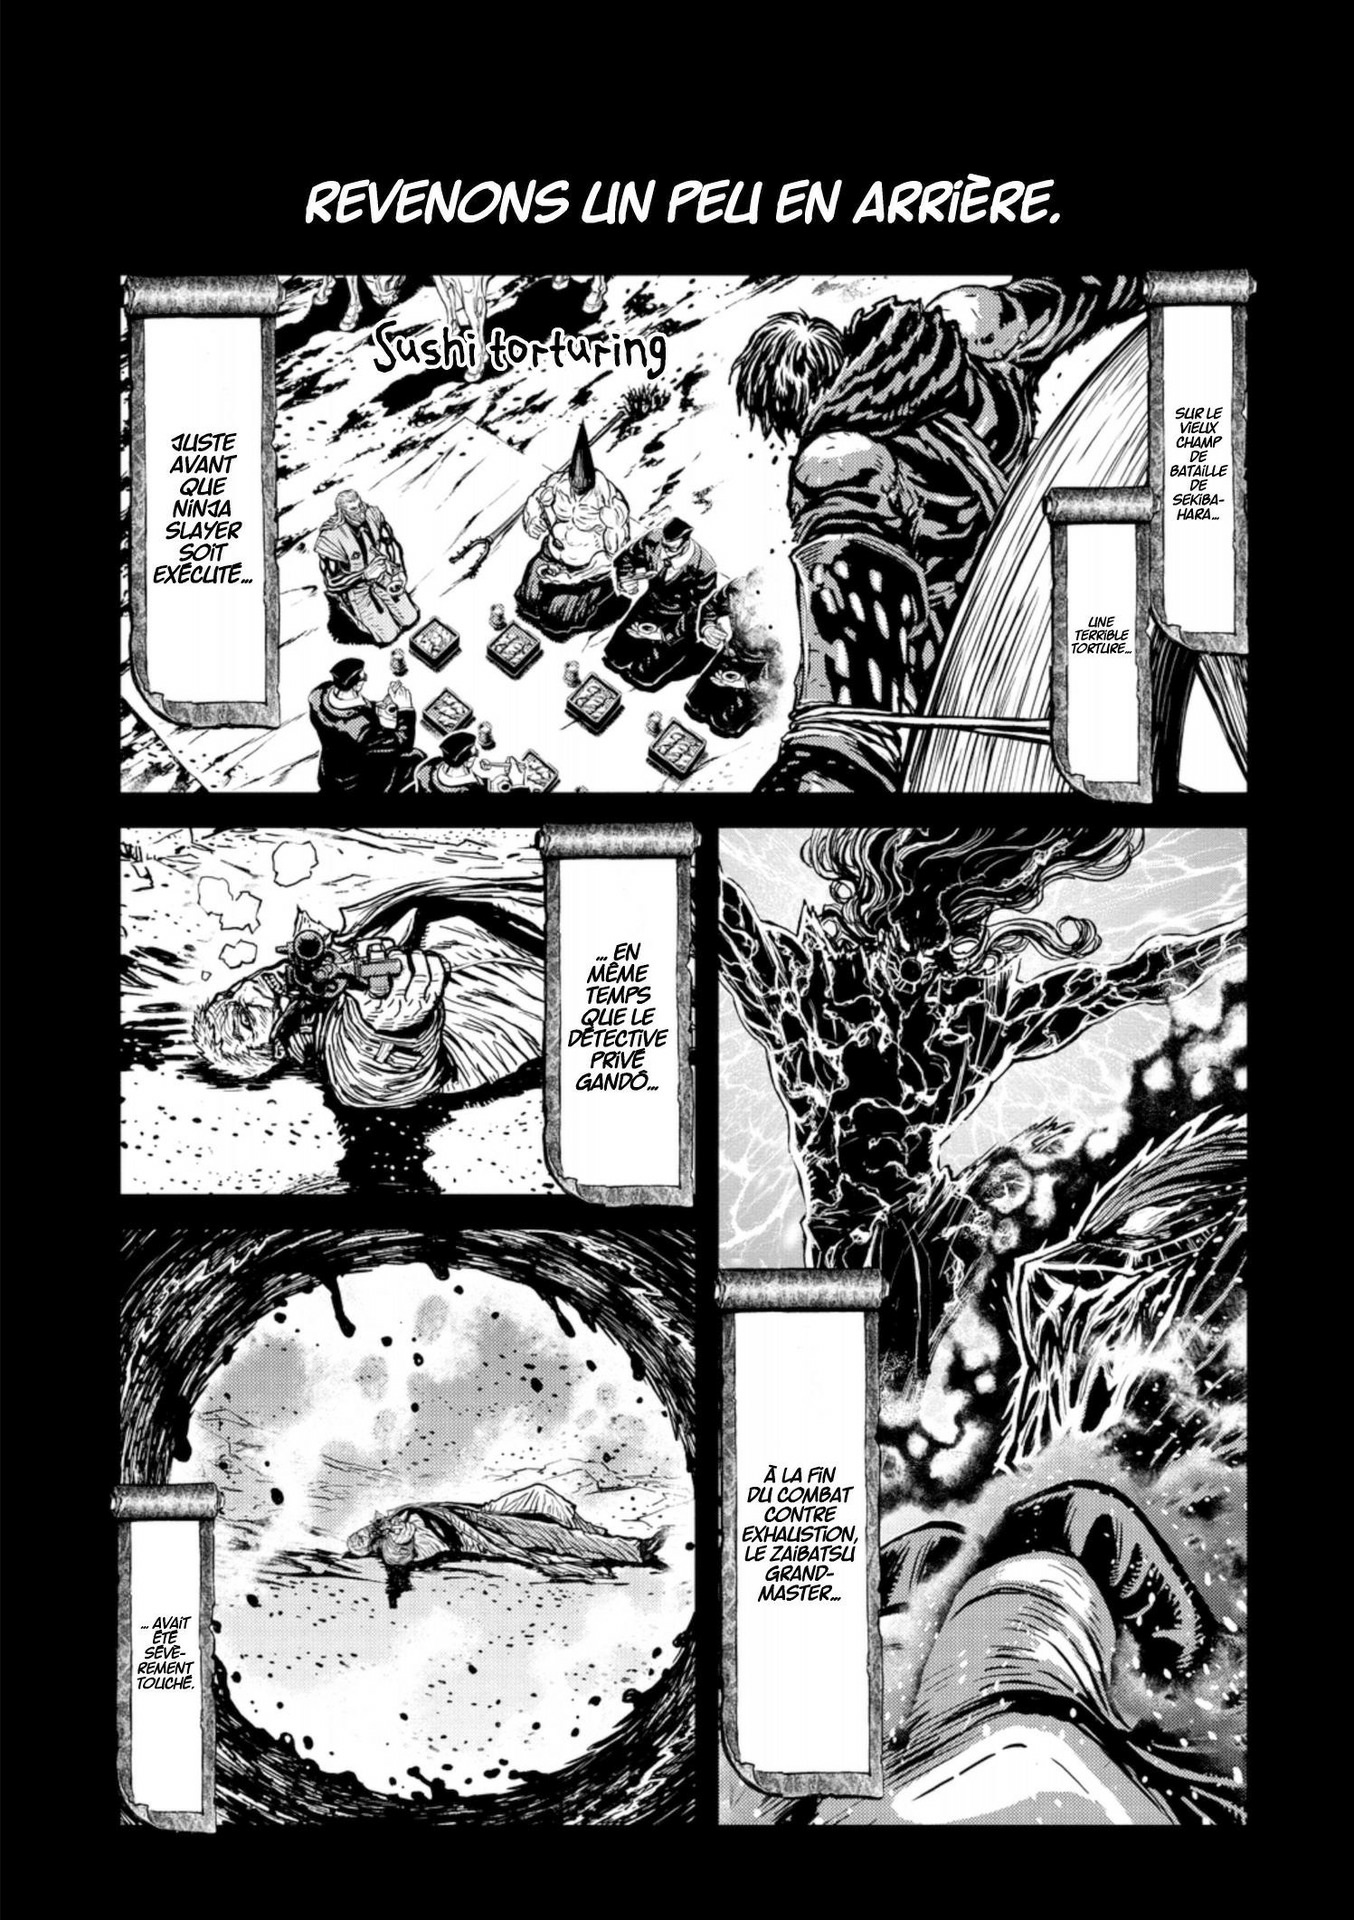 REVENONS UN PEU EN ARRIÈRE.
SUR LE
VIEUX
CHAMP
DE
BATAILLE
DE
SEKIBA-
HARA...
UNE
TERRIBLE
TORTURE...
Sushi torturing
JUSTE
AVANT
QUE
NINJA
SLAYER
SOIT
EXÉCUTÉ...
À LA FIN
DU COMBAT
CONTRE
EXHAUSTION,
LE ZAIBATSU
GRAND-
MASTER...
... EN
MÊME
TEMPS
QUE LE
DÉTECTIVE
PRIVÉ
GANDÔ...
... AVAIT
ÉTÉ
SÉVÈ-
REMENT
TOUCHÉ.